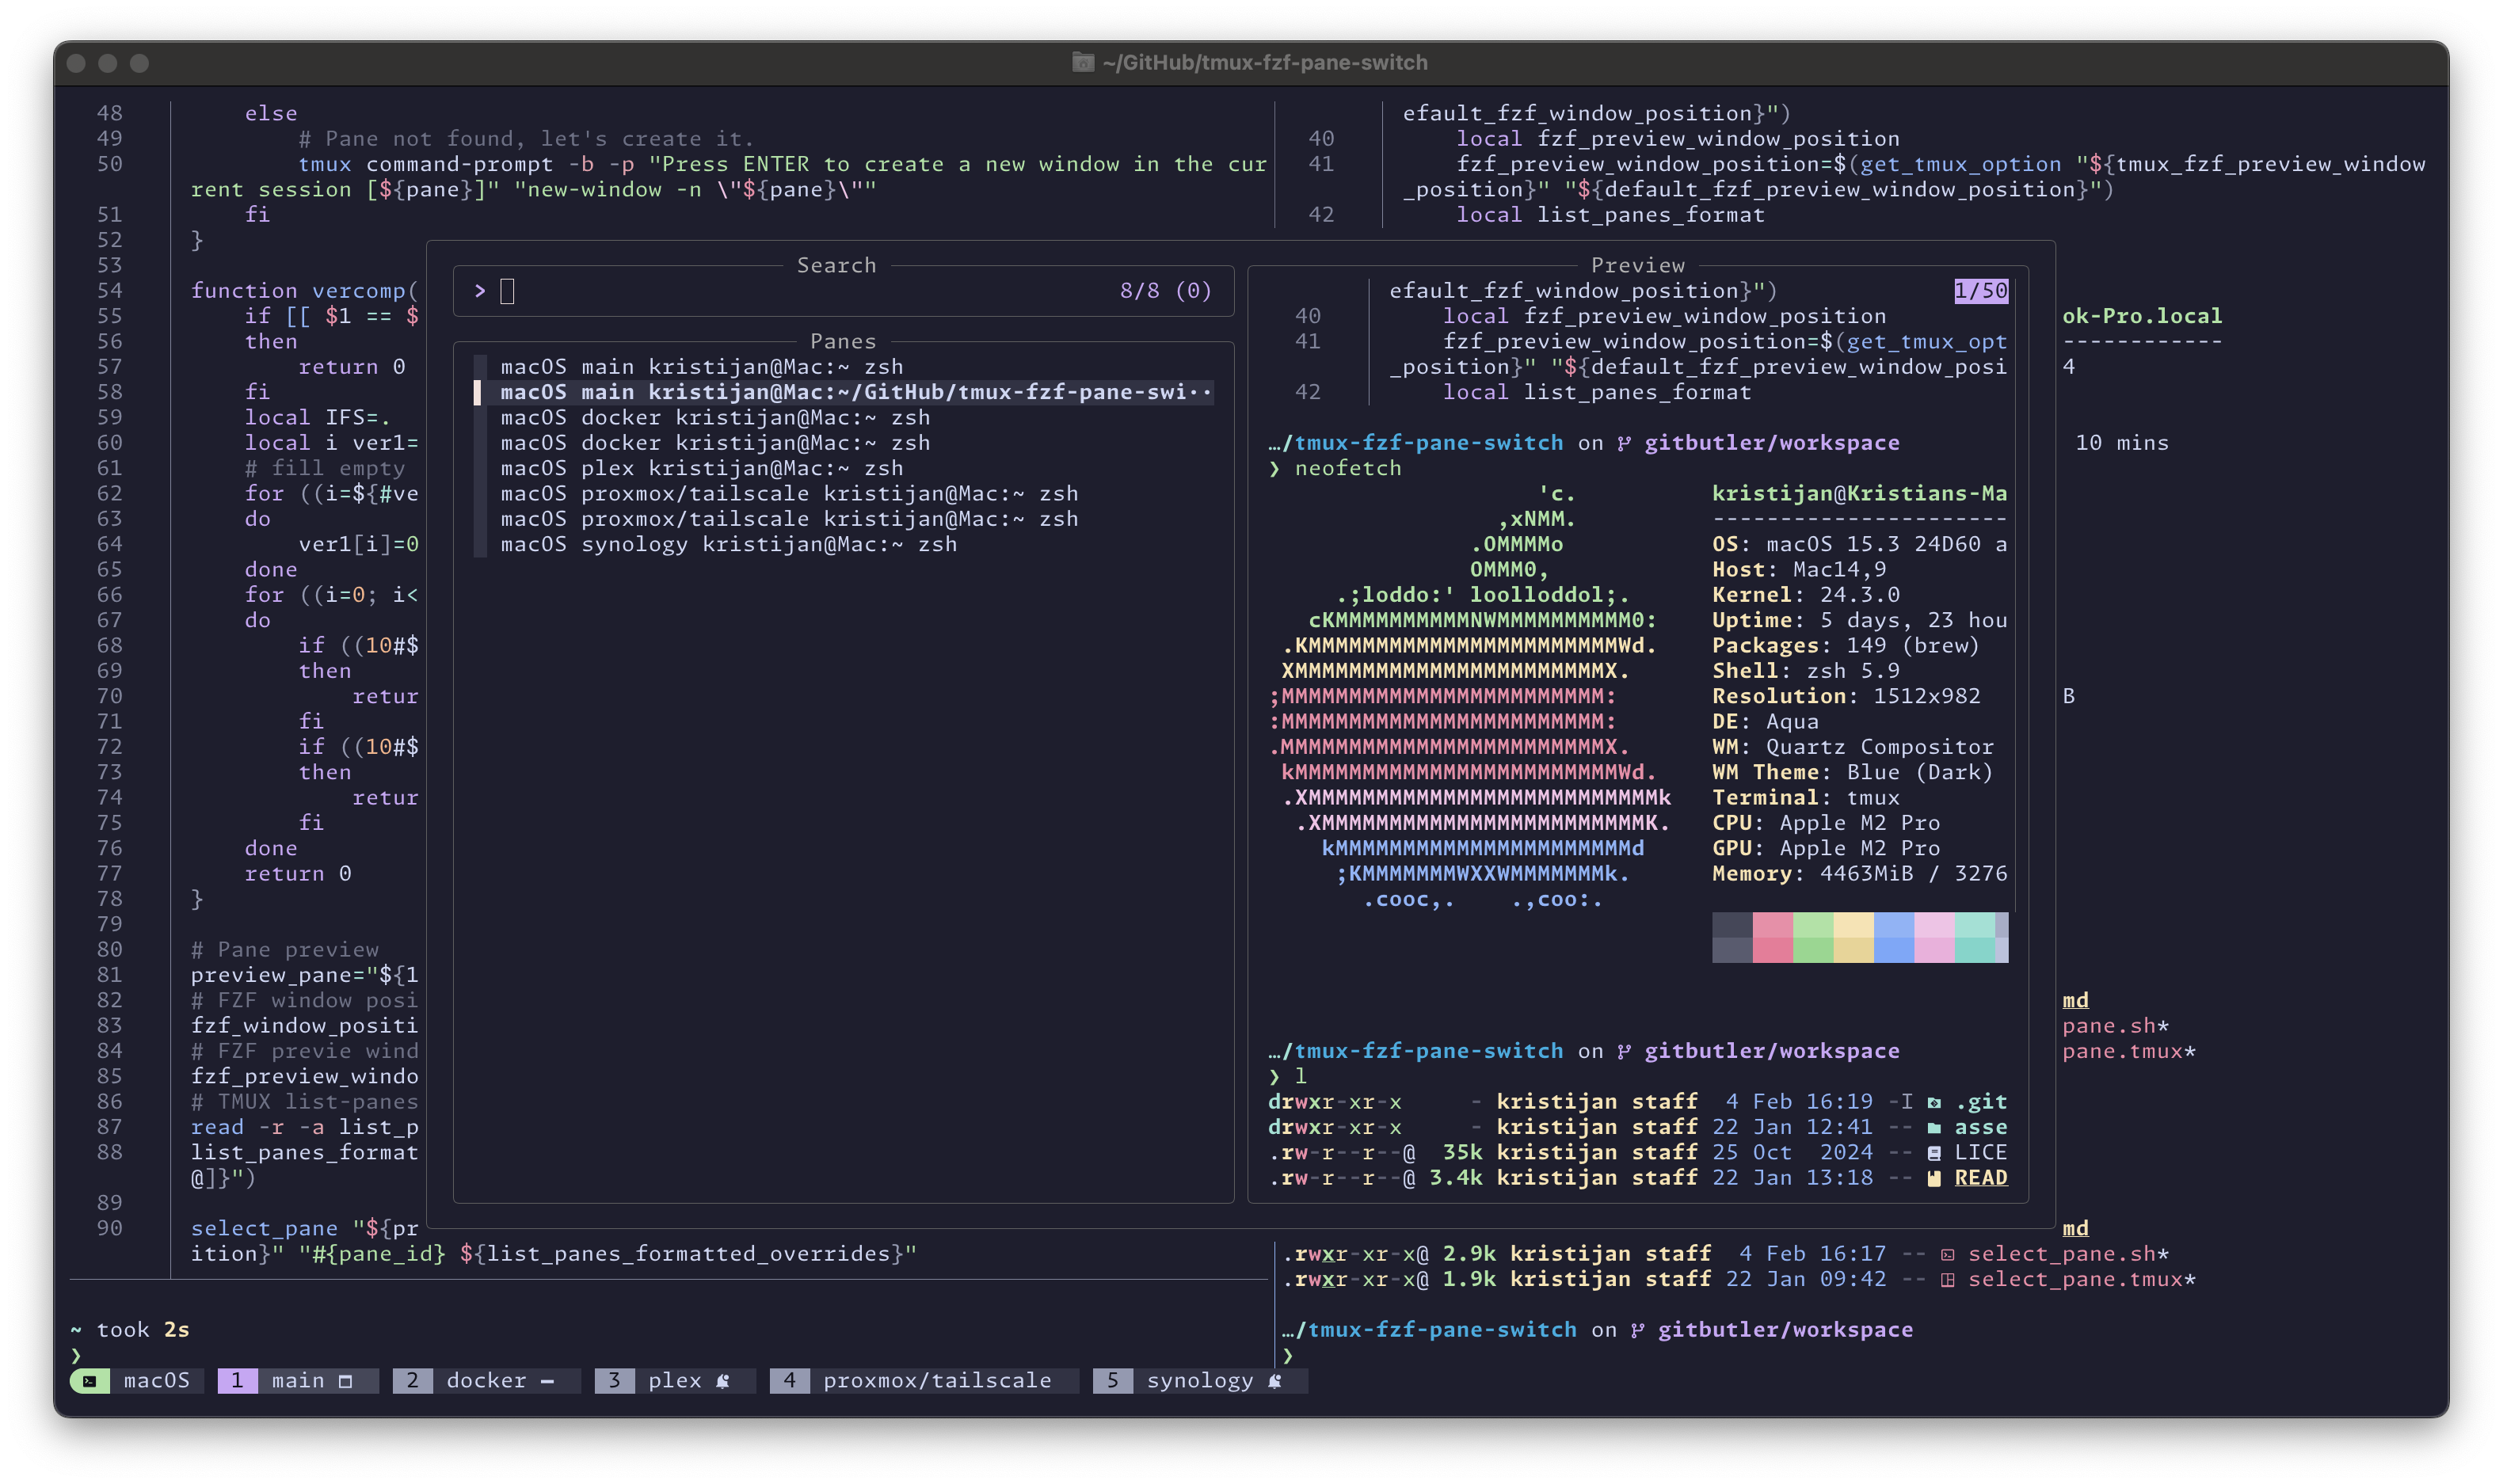 ~/GitHub/tmux-fzf-pane-switch
48 else
49 # Pane not found, let's create it.
50 tmux command-prompt -b -p "Press ENTER to create a new window in the cur
rent session [${pane}]" "new-window -n \"${pane}\""
51 fi
52 }
53
54 function vercomp(
55 if [[ $1 == $
56 then
57 return 0
58 fi
59 local IFS=.
60 local i ver1=
61 # fill empty
62 for ((i=${#ve
63 do
64 ver1[i]=0
65 done
66 for ((i=0; i<
67 do
68 if ((10#$
69 then
70 retur
71 fi
72 if ((10#$
73 then
74 retur
75 fi
76 done
77 return 0
78 }
79
80 # Pane preview
81 preview_pane="${1
82 # FZF window posi
83 fzf_window_positi
84 # FZF previe wind
85 fzf_preview_windo
86 # TMUX list-panes
87 read -r -a list_p
88 list_panes_format
@]}")
89
90 select_pane "${pr
ition}" "#{pane_id} ${list_panes_formatted_overrides}"
~ took 2s
❯
efault_fzf_window_position}")
40 local fzf_preview_window_position
41 fzf_preview_window_position=$(get_tmux_option "${tmux_fzf_preview_window
_position}" "${default_fzf_preview_window_position}")
42 local list_panes_format
Search
> 8/8 (0)
Panes
macOS main kristijan@Mac:~ zsh
macOS main kristijan@Mac:~/GitHub/tmux-fzf-pane-swi··
macOS docker kristijan@Mac:~ zsh
macOS docker kristijan@Mac:~ zsh
macOS plex kristijan@Mac:~ zsh
macOS proxmox/tailscale kristijan@Mac:~ zsh
macOS proxmox/tailscale kristijan@Mac:~ zsh
macOS synology kristijan@Mac:~ zsh
Preview
efault_fzf_window_position}") 1/50
40 local fzf_preview_window_position
41 fzf_preview_window_position=$(get_tmux_opt
_position}" "${default_fzf_preview_window_posi
42 local list_panes_format
…/tmux-fzf-pane-switch on gitbutler/workspace
❯ neofetch
'c. kristijan@Kristians-Ma
,xNMM. ----------------------
.OMMMMo OS: macOS 15.3 24D60 a
OMMM0, Host: Mac14,9
.;loddo:' loolloddol;. Kernel: 24.3.0
cKMMMMMMMMMMNWMMMMMMMMMM0: Uptime: 5 days, 23 hou
.KMMMMMMMMMMMMMMMMMMMMMMMWd. Packages: 149 (brew)
XMMMMMMMMMMMMMMMMMMMMMMMX. Shell: zsh 5.9
;MMMMMMMMMMMMMMMMMMMMMMMM: Resolution: 1512x982
:MMMMMMMMMMMMMMMMMMMMMMMM: DE: Aqua
.MMMMMMMMMMMMMMMMMMMMMMMMX. WM: Quartz Compositor
kMMMMMMMMMMMMMMMMMMMMMMMMWd. WM Theme: Blue (Dark)
.XMMMMMMMMMMMMMMMMMMMMMMMMMMk Terminal: tmux
.XMMMMMMMMMMMMMMMMMMMMMMMMK. CPU: Apple M2 Pro
kMMMMMMMMMMMMMMMMMMMMMMd GPU: Apple M2 Pro
;KMMMMMMMWXXWMMMMMMMk. Memory: 4463MiB / 3276
.cooc,. .,coo:.
…/tmux-fzf-pane-switch on gitbutler/workspace
❯ l
drwxr-xr-x - kristijan staff 4 Feb 16:19 -I .git
drwxr-xr-x - kristijan staff 22 Jan 12:41 -- asse
.rw-r--r--@ 35k kristijan staff 25 Oct 2024 -- LICE
.rw-r--r--@ 3.4k kristijan staff 22 Jan 13:18 -- READ
ok-Pro.local
------------
4
10 mins
B
md
pane.sh*
pane.tmux*
md
.rwxr-xr-x@ 2.9k kristijan staff 4 Feb 16:17 -- select_pane.sh*
.rwxr-xr-x@ 1.9k kristijan staff 22 Jan 09:42 -- select_pane.tmux*
…/tmux-fzf-pane-switch on gitbutler/workspace
❯
macOS 1 main 2 docker 3 plex 4 proxmox/tailscale 5 synology